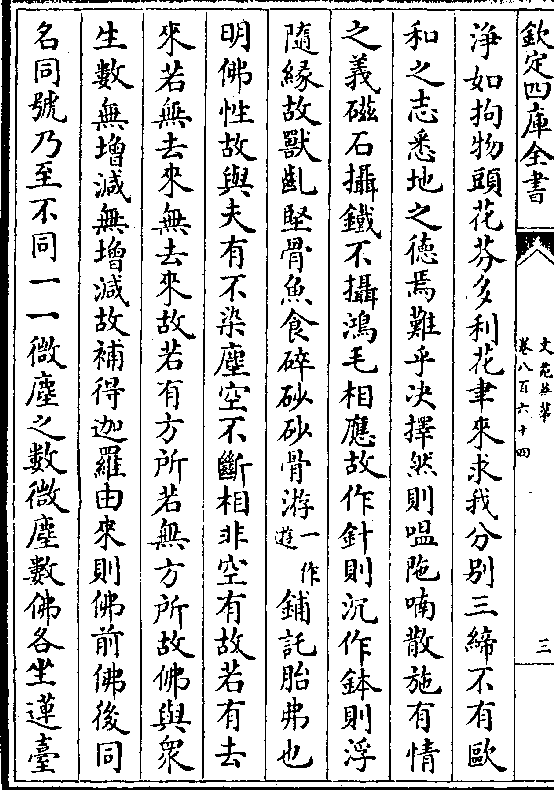 欽定四庫全書
文苑英華
卷八百六十四
三
淨如拘物頭花芬多利花聿來求我分别三締不有歐
和之志悉地之德焉難乎決擇然則嗢陁喃散施有情
之義磁石攝鐵不攝鴻毛相應故作針則沉作鉢則浮
隨緣故獸齓堅骨魚食碎砂砂骨游一作遊鋪託胎弗也
明佛性故與夫有不染塵空不斷相非空有故若有去
來若無去來無去來故若有方所若無方所故佛與衆
生數無增減無增減故補得迦羅由來則佛前佛後同
名同號乃至不同一一微塵之數微塵數佛各坐蓮臺